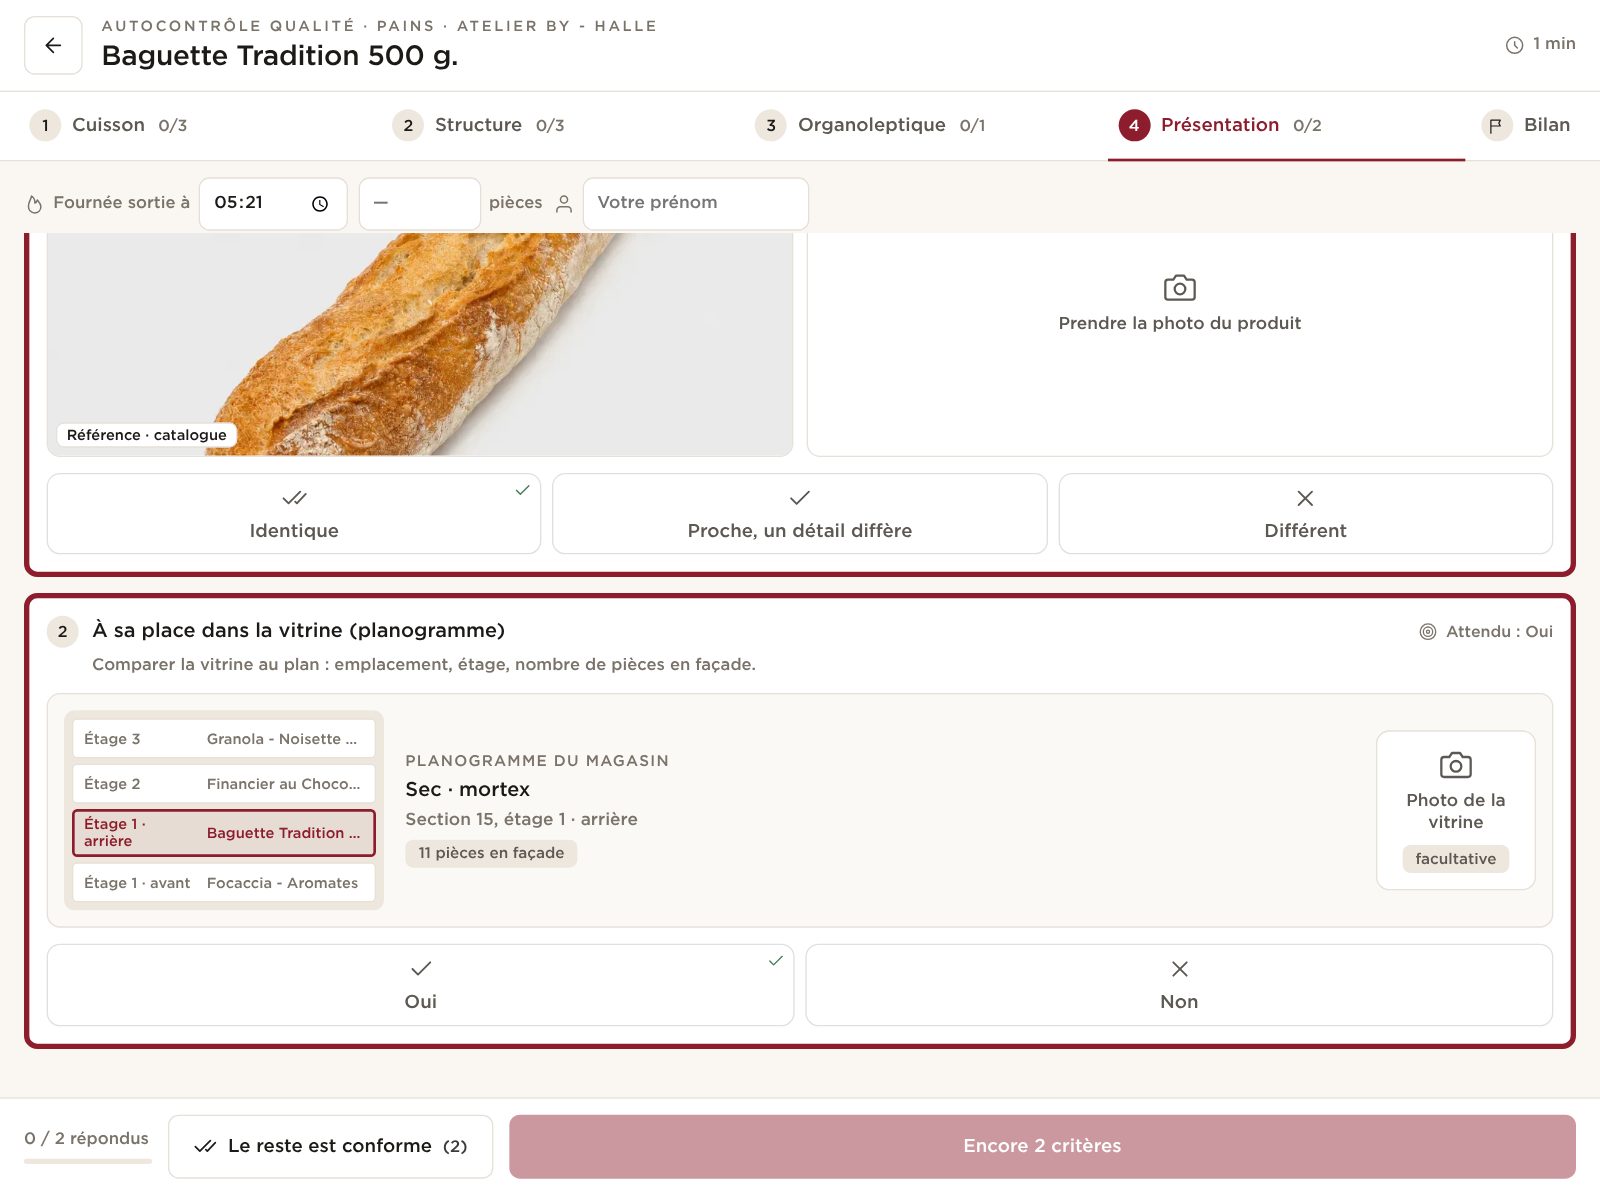 AUTOCONTRÔLE QUALITÉ · PAINS · ATELIER BY - HALLE
Baguette Tradition 500 g.
1 min
1 Cuisson 0/3
2 Structure 0/3
3 Organoleptique 0/1
4 Présentation 0/2
Bilan
Fournée sortie à 05:21 — pièces Votre prénom
Prendre la photo du produit
Référence · catalogue
Identique
Proche, un détail diffère
Différent
2 À sa place dans la vitrine (planogramme)
Attendu : Oui
Comparer la vitrine au plan : emplacement, étage, nombre de pièces en façade.
Étage 3 Granola - Noisette ...
Étage 2 Financier au Choco...
Étage 1 · arrière Baguette Tradition ...
Étage 1 · avant Focaccia - Aromates
PLANOGRAMME DU MAGASIN
Sec · mortex
Section 15, étage 1 · arrière
11 pièces en façade
Photo de la
vitrine
facultative
Oui
Non
0 / 2 répondus
Le reste est conforme (2)
Encore 2 critères